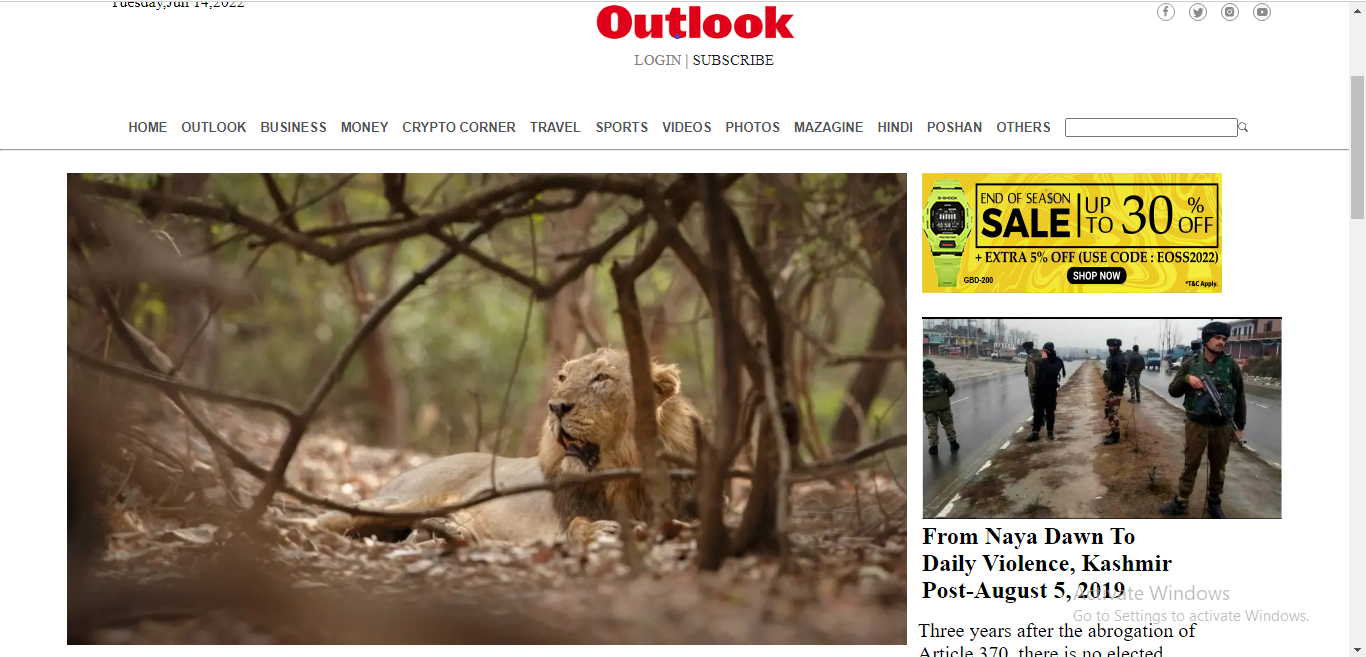 Tuesday,Jun 14,2022
Outlook
LOGIN | SUBSCRIBE
HOME OUTLOOK BUSINESS MONEY CRYPTO CORNER TRAVEL SPORTS VIDEOS PHOTOS MAZAGINE HINDI POSHAN OTHERS
G-SHOCK
END OF SEASON
SALE
UP
TO 30 %
OFF
+ EXTRA 5% OFF (USE CODE : EOSS2022)
SHOP NOW
GBD-200
*T&C Apply.
From Naya Dawn To
Daily Violence, Kashmir
Post-August 5, 2019
Activate Windows
Go to Settings to activate Windows.
Three years after the abrogation of
Article 370, there is no elected